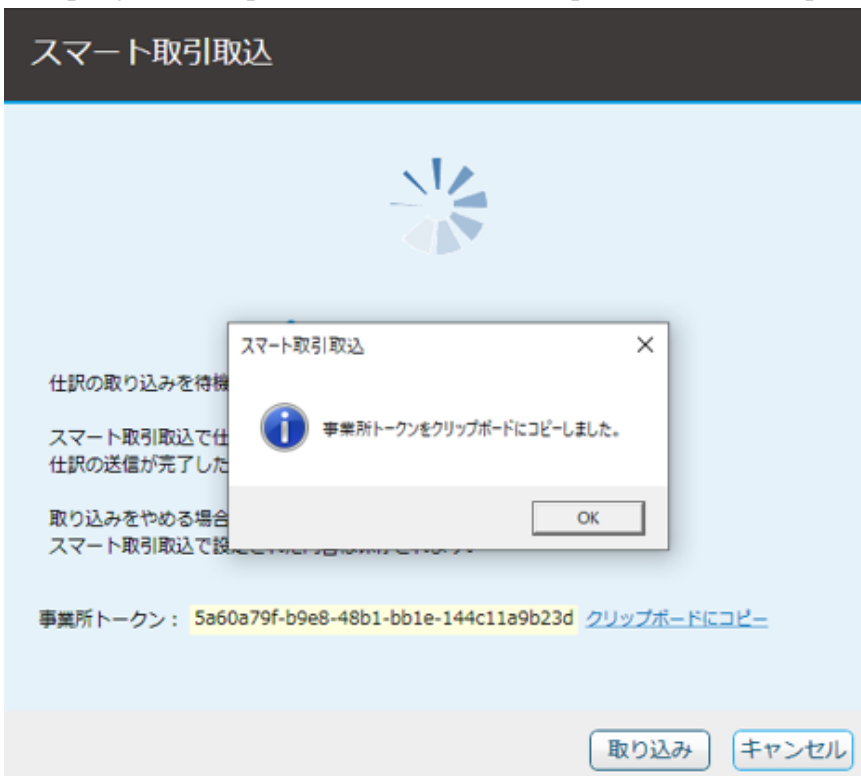 スマート取引取込
スマート取引取込
仕訳の取り込みを待機
事業所トークンをクリップボードにコピーしました。
スマート取引取込で仕
仕訳の送信が完了した
OK
取り込みをやめる場合
スマート取引取込で設
事業所トークン： 5a60a79f-b9e8-48b1-bb1e-144c11a9b23d クリップボードにコピー
取り込み キャンセル